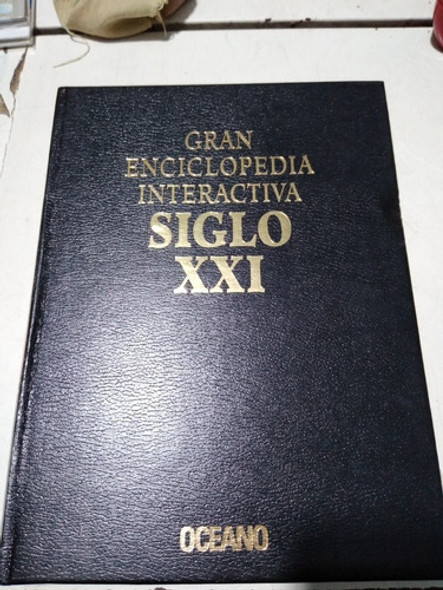 GRAN
ENCICLOPEDIA
INTERACTIVA
SIGLO
XXI
OCEANO